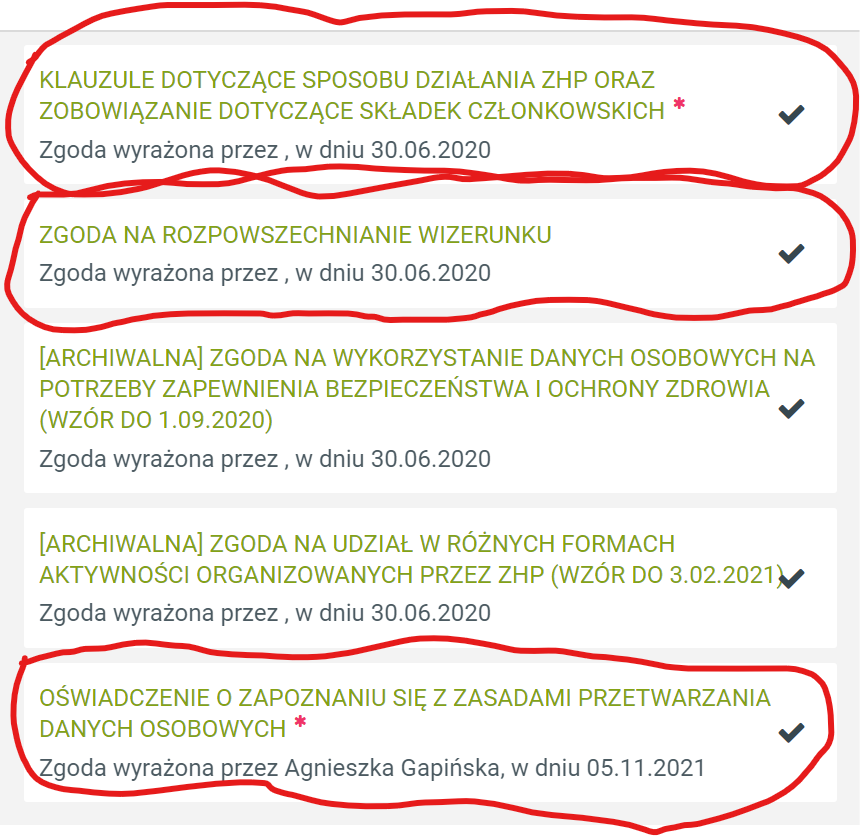 KLAUZULE DOTYCZĄCE SPOSOBU DZIAŁANIA ZHP ORAZ
ZOBOWIĄZANIE DOTYCZĄCE SKŁADEK CZŁONKOWSKICH *
Zgoda wyrażona przez , w dniu 30.06.2020
ZGODA NA ROZPOWSZECHNIANIE WIZERUNKU
Zgoda wyrażona przez , w dniu 30.06.2020
[ARCHIWALNA] ZGODA NA WYKORZYSTANIE DANYCH OSOBOWYCH NA
POTRZEBY ZAPEWNIENIA BEZPIECZEŃSTWA I OCHRONY ZDROWIA
(WZÓR DO 1.09.2020)
Zgoda wyrażona przez , w dniu 30.06.2020
[ARCHIWALNA] ZGODA NA UDZIAŁ W RÓŻNYCH FORMACH
AKTYWNOŚCI ORGANIZOWANYCH PRZEZ ZHP (WZÓR DO 3.02.2021)
Zgoda wyrażona przez , w dniu 30.06.2020
OŚWIADCZENIE O ZAPOZNANIU SIĘ Z ZASADAMI PRZETWARZANIA
DANYCH OSOBOWYCH *
Zgoda wyrażona przez Agnieszka Gapińska, w dniu 05.11.2021